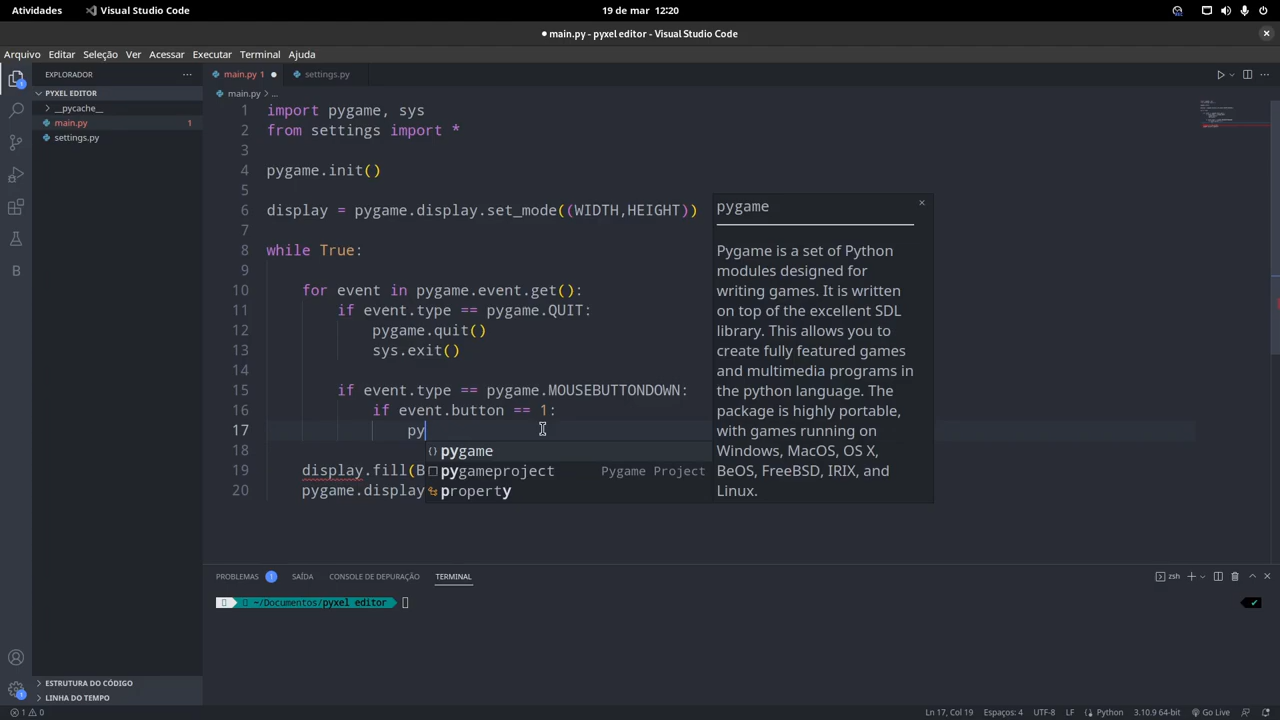 Atividades
Visual Studio Code
19 de mar 12:20
● main.py - pyxel editor - Visual Studio Code
Arquivo Editar Seleção Ver Acessar Executar Terminal Ajuda
EXPLORADOR
PYXEL EDITOR
__pycache__
main.py 1
settings.py
ESTRUTURA DO CÓDIGO
LINHA DO TEMPO
main.py 1 ●
settings.py
main.py > ...
1 import pygame, sys
2 from settings import *
3
4 pygame.init()
5
6 display = pygame.display.set_mode((WIDTH,HEIGHT))
7
8 while True:
9
10 for event in pygame.event.get():
11 if event.type == pygame.QUIT:
12 pygame.quit()
13 sys.exit()
14
15 if event.type == pygame.MOUSEBUTTONDOWN:
16 if event.button == 1:
17 py
18
19 display.fill(B
20 pygame.display
pygame
pygameproject Pygame Project
property
pygame
Pygame is a set of Python
modules designed for
writing games. It is written
on top of the excellent SDL
library. This allows you to
create fully featured games
and multimedia programs in
the python language. The
package is highly portable,
with games running on
Windows, MacOS, OS X,
BeOS, FreeBSD, IRIX, and
Linux.
PROBLEMAS 1 SAÍDA CONSOLE DE DEPURAÇÃO TERMINAL
zsh
~/Documentos/pyxel editor
1 0
Ln 17, Col 19 Espaços: 4 UTF-8 LF Python 3.10.9 64-bit Go Live